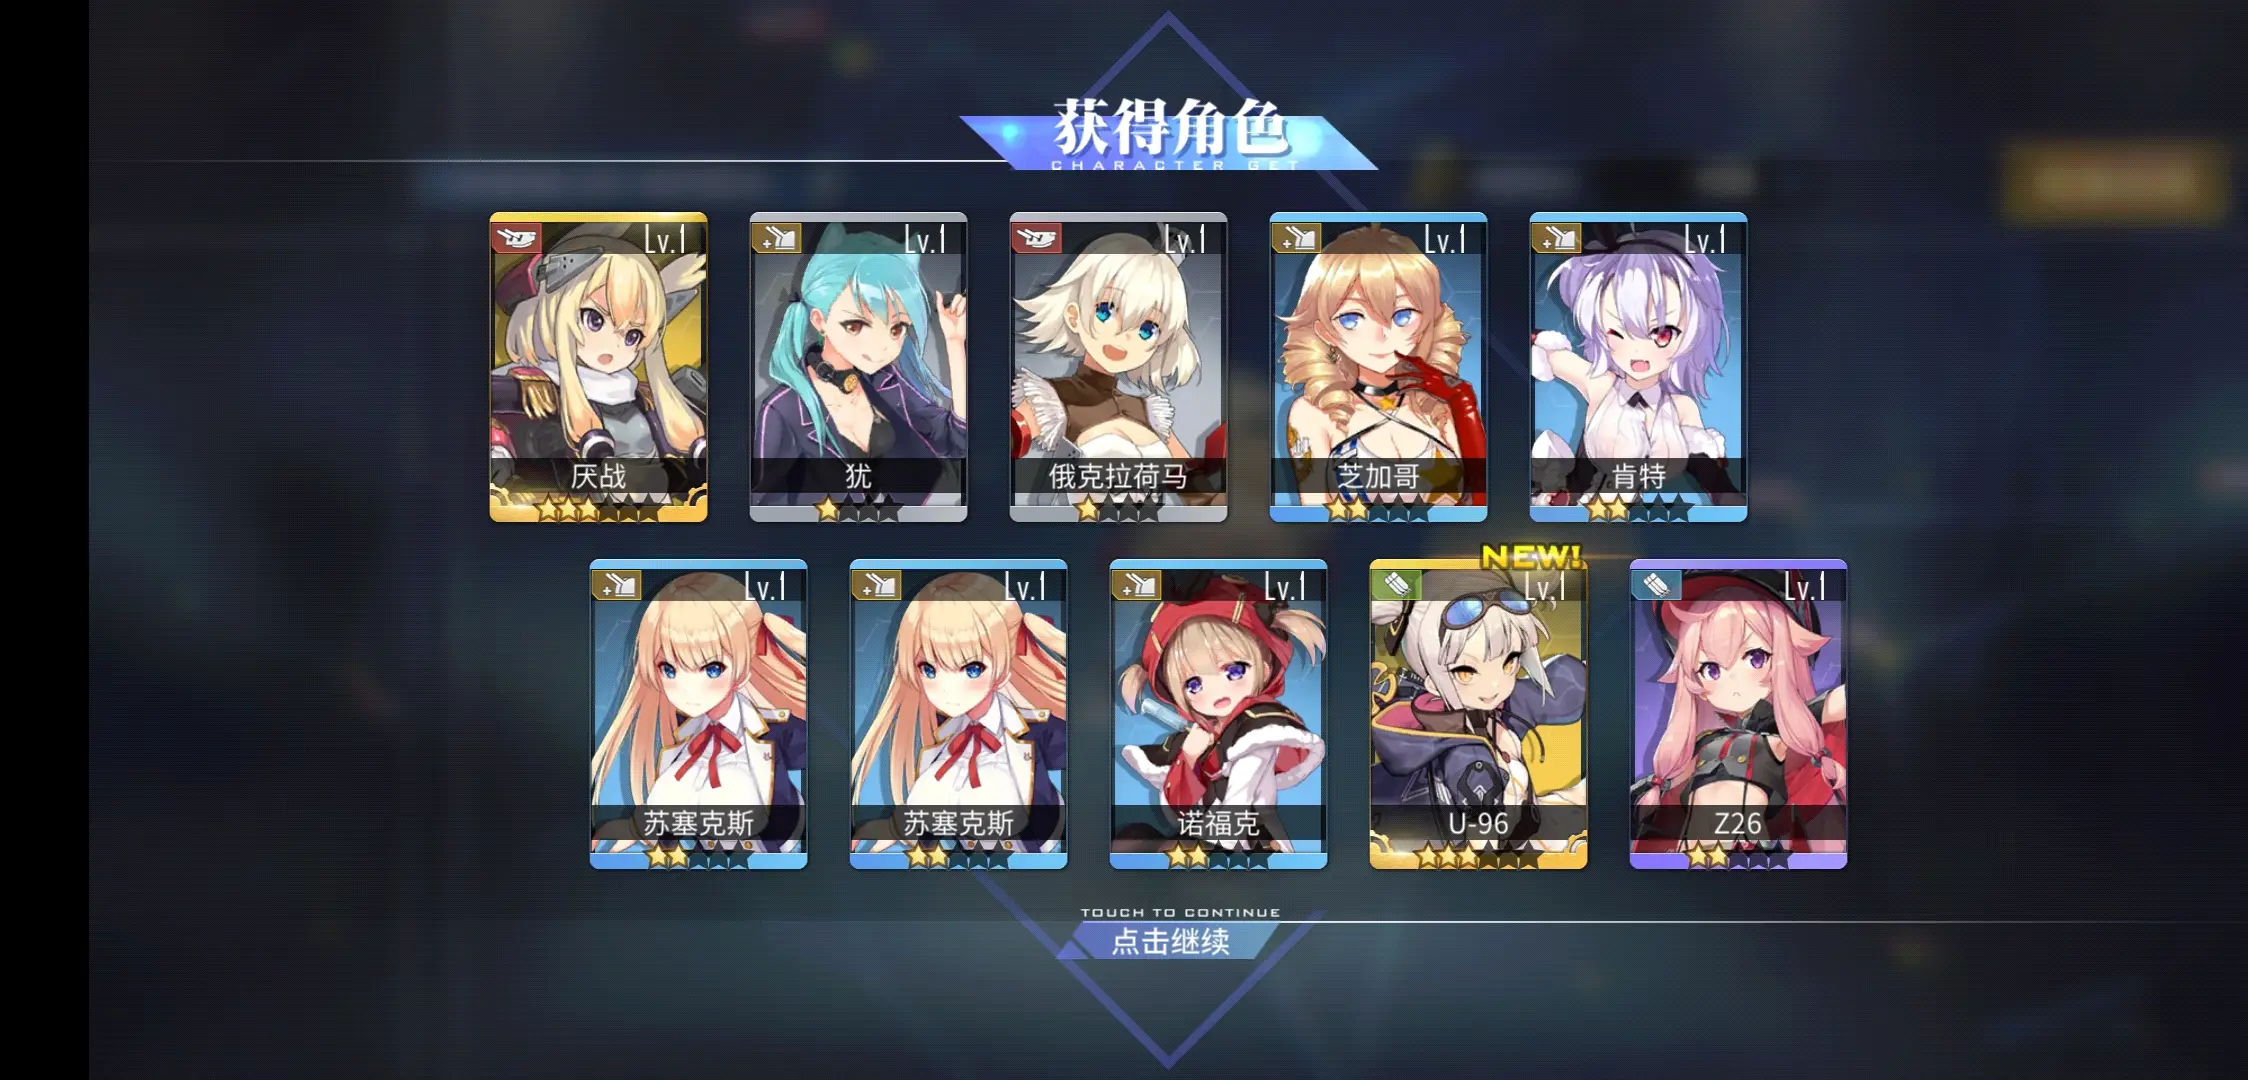 获得角色
CHARACTER GET
Lv.1 Lv.1 Lv.1 Lv.1 Lv.1
厌战 犹 俄克拉荷马 芝加哥 肯特
NEW!
Lv.1 Lv.1 Lv.1 Lv.1 Lv.1
苏塞克斯 苏塞克斯 诺福克 U-96 Z26
TOUCH TO CONTINUE
点击继续